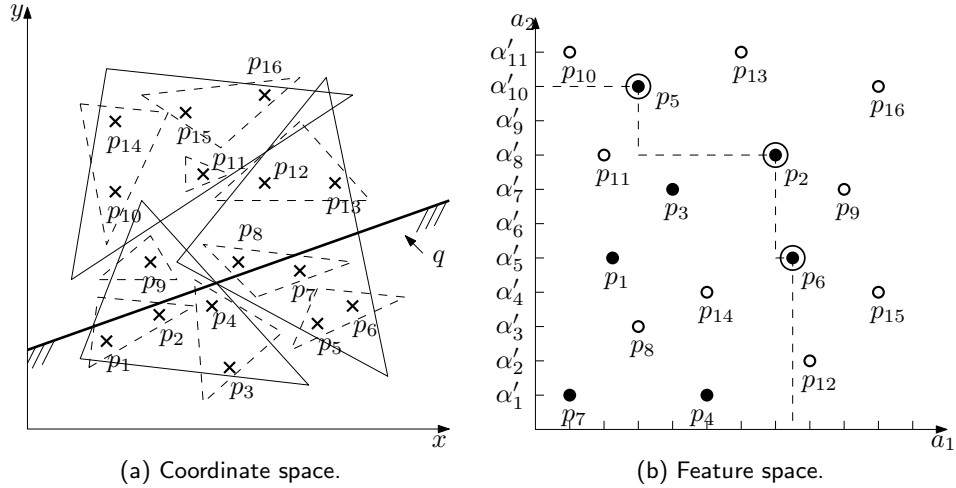 y
p16
p15
p14
p11
p12
p13
p10
p8
q
p9
p7
p4
p2
p6
p5
p1
p3
x
(a) Coordinate space.
a2
α′11
p10
p13
α′10
p5
p16
α′9
α′8
p11
p2
α′7
p3
p9
α′6
α′5
p1
p6
α′4
p14
p15
α′3
p8
α′2
p12
α′1
p7
p4
a1
(b) Feature space.